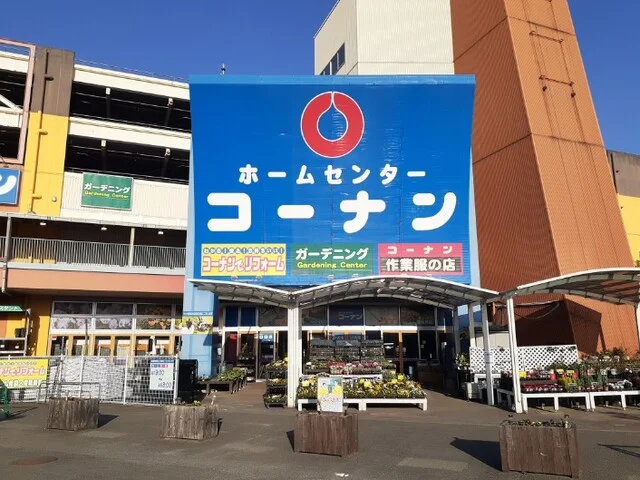 ホームセンター
コーナン
コーナンでリフォーム
ガーデニング
Gardening Center
コーナン
作業服の店
ガーデニング
Gardening Center
コーナン